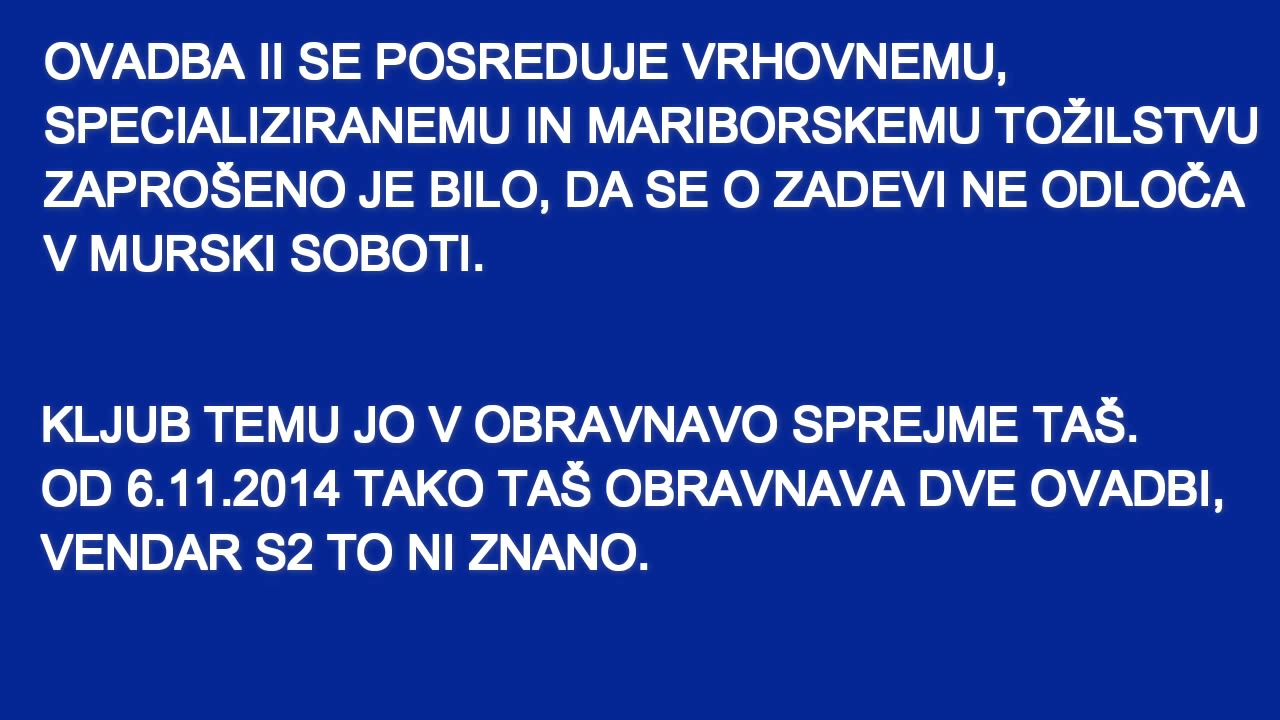 OVADBA II SE POSREDUJE VRHOVNEMU,
SPECIALIZIRANEMU IN MARIBORSKEMU TOŽILSTVU
ZAPROŠENO JE BILO, DA SE O ZADEVI NE ODLOČA
V MURSKI SOBOTI.
KLJUB TEMU JO V OBRAVNAVO SPREJME TAŠ.
OD 6.11.2014 TAKO TAŠ OBRAVNAVA DVE OVADBI,
VENDAR S2 TO NI ZNANO.